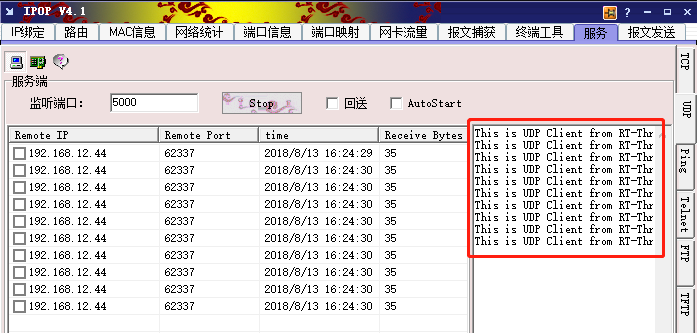 IPOP V4.1
IP绑定 路由 MAC信息 网络统计 端口信息 端口映射 网卡流量 报文捕获 终端工具 服务 报文发送
服务端
监听端口: 5000 Stop 回送 AutoStart
Remote IP Remote Port time Receive Bytes
192.168.12.44 62337 2018/8/13 16:24:29 35
192.168.12.44 62337 2018/8/13 16:24:30 35
192.168.12.44 62337 2018/8/13 16:24:30 35
192.168.12.44 62337 2018/8/13 16:24:30 35
192.168.12.44 62337 2018/8/13 16:24:30 35
192.168.12.44 62337 2018/8/13 16:24:30 35
192.168.12.44 62337 2018/8/13 16:24:30 35
192.168.12.44 62337 2018/8/13 16:24:30 35
192.168.12.44 62337 2018/8/13 16:24:30 35
192.168.12.44 62337 2018/8/13 16:24:30 35
This is UDP Client from RT-Thr
This is UDP Client from RT-Thr
This is UDP Client from RT-Thr
This is UDP Client from RT-Thr
This is UDP Client from RT-Thr
This is UDP Client from RT-Thr
This is UDP Client from RT-Thr
This is UDP Client from RT-Thr
This is UDP Client from RT-Thr
This is UDP Client from RT-Thr
TCP
UDP
Ping
Telnet
FTP
TFTP